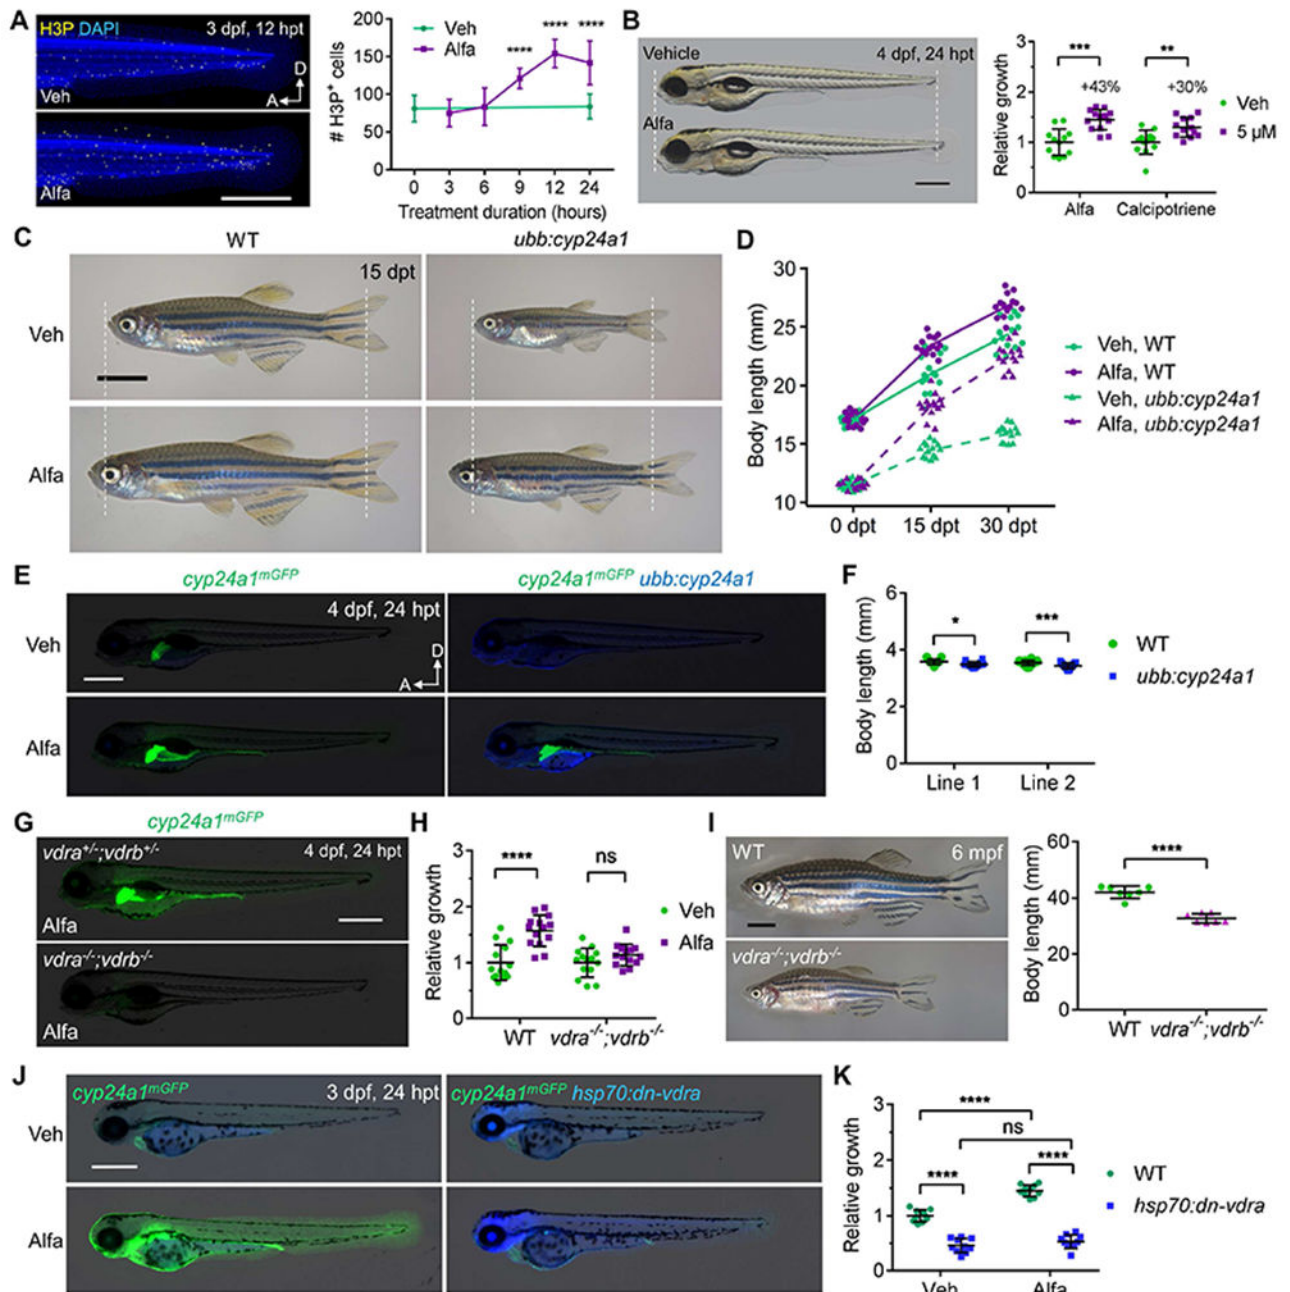 A
H3P DAPI
3 dpf, 12 hpt
Veh
D
A
Alfa
# H3P+ cells
200
150
100
50
0
Veh
Alfa
****
****
****
0 3 6 9 12 24
Treatment duration (hours)
B
Vehicle
4 dpf, 24 hpt
Alfa
Relative growth
3
2
1
0
***
**
+43%
+30%
Veh
5 µM
Alfa Calcipotriene
C
WT
ubb:cyp24a1
15 dpt
Veh
Alfa
D
Body length (mm)
30
25
20
15
10
0 dpt 15 dpt 30 dpt
Veh, WT
Alfa, WT
Veh, ubb:cyp24a1
Alfa, ubb:cyp24a1
E
cyp24a1mGFP
cyp24a1mGFP ubb:cyp24a1
4 dpf, 24 hpt
Veh
D
A
Alfa
F
Body length (mm)
6
4
2
0
*
***
WT
ubb:cyp24a1
Line 1 Line 2
G
cyp24a1mGFP
vdra+/-;vdrb+/-
4 dpf, 24 hpt
Alfa
vdra-/-;vdrb-/-
Alfa
H
Relative growth
3
2
1
0
****
ns
Veh
Alfa
WT vdra-/-;vdrb-/-
I
WT
6 mpf
vdra-/-;vdrb-/-
Body length (mm)
60
40
20
0
****
WT vdra-/-;vdrb-/-
J
cyp24a1mGFP
3 dpf, 24 hpt
cyp24a1mGFP hsp70:dn-vdra
Veh
Alfa
K
Relative growth
3
2
1
0
****
ns
****
****
WT
hsp70:dn-vdra
Veh Alfa